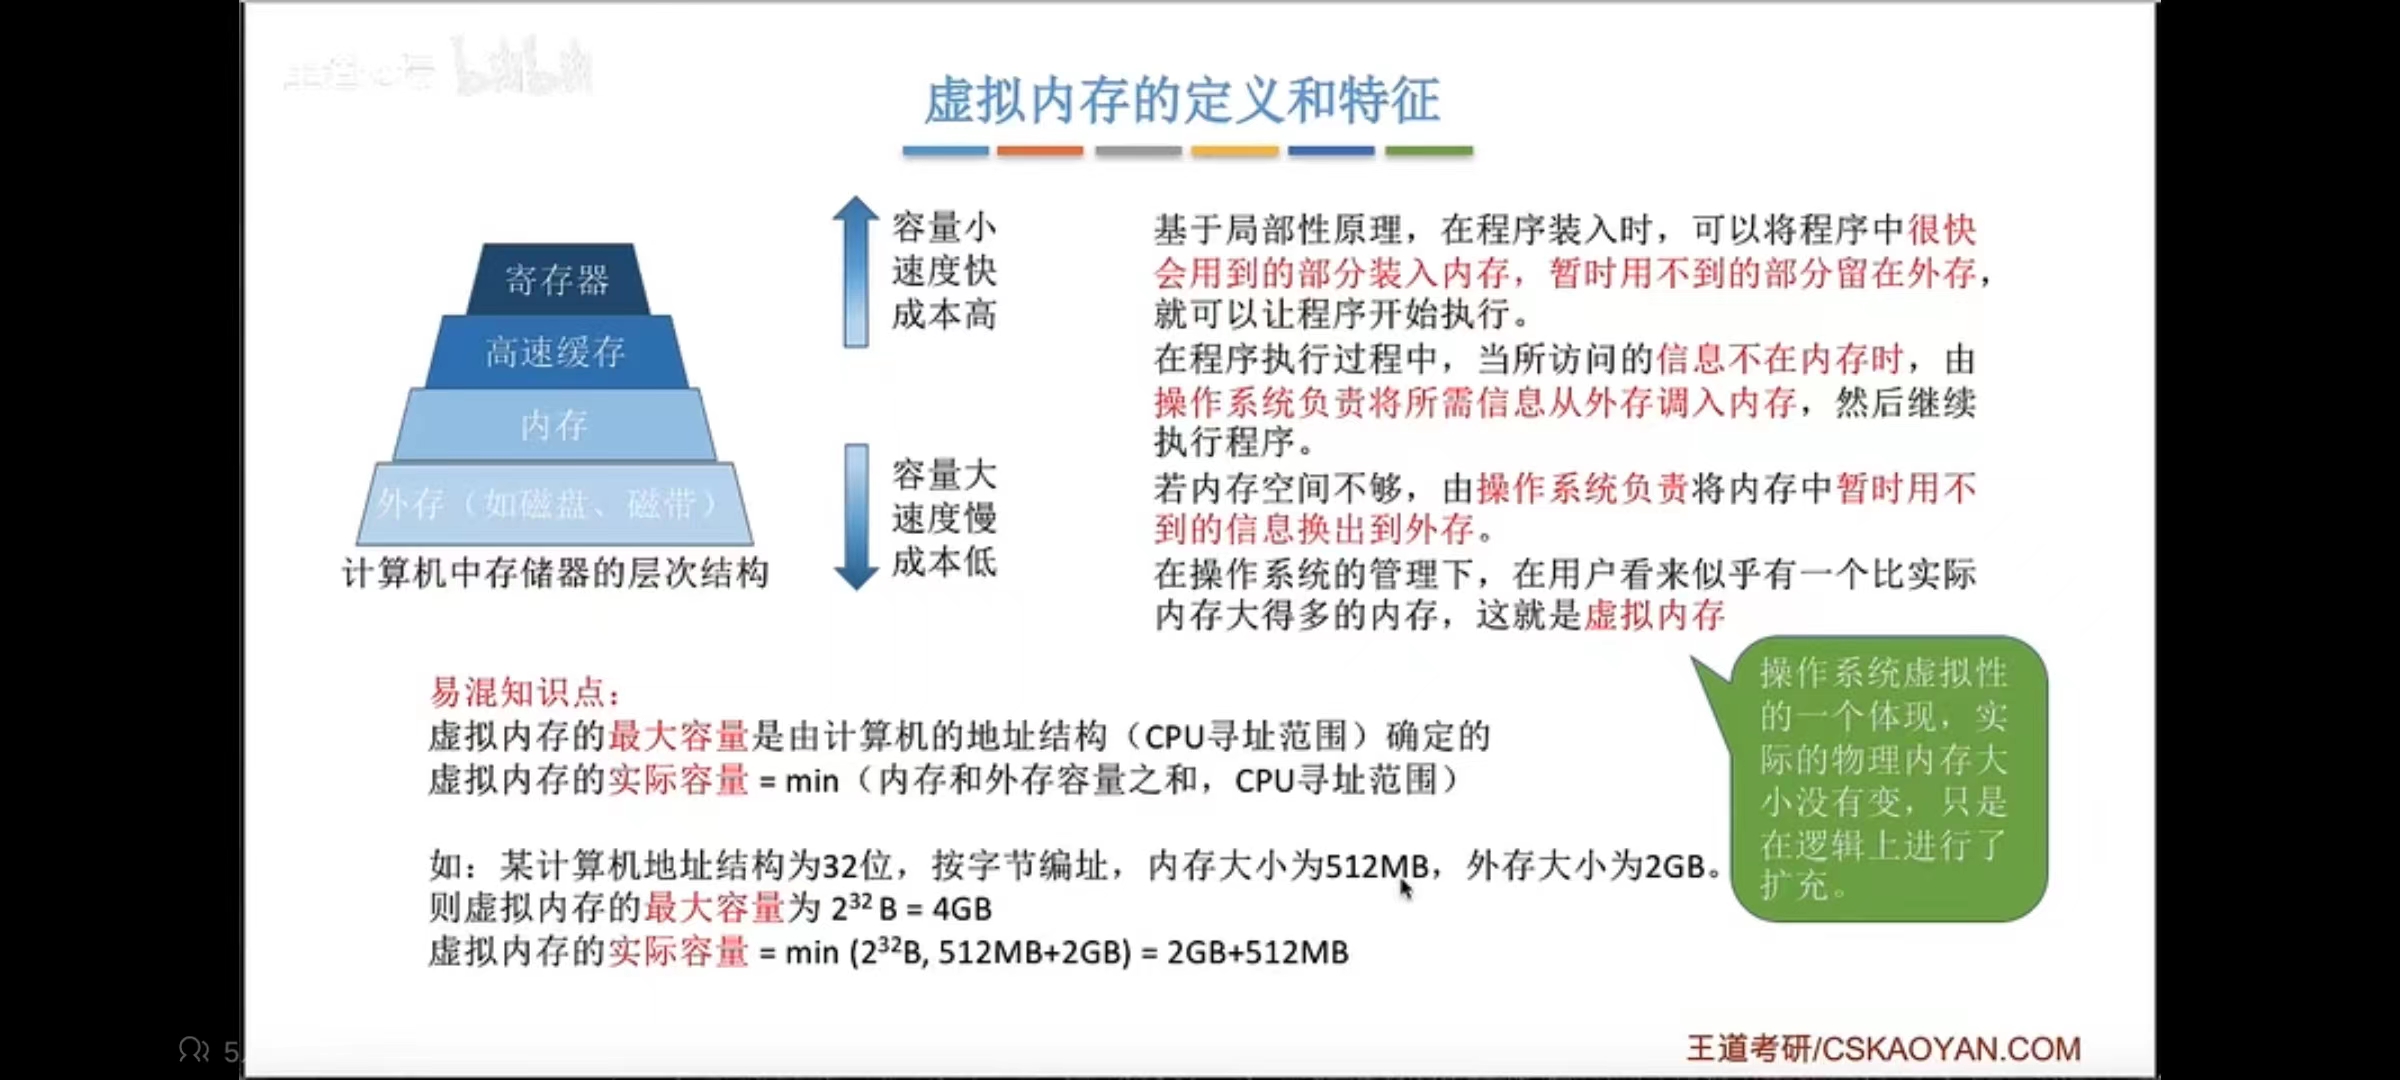 虚拟内存的定义和特征
寄存器
高速缓存
内存
外存（如磁盘、磁带）
计算机中存储器的层次结构
容量小
速度快
成本高
容量大
速度慢
成本低
基于局部性原理，在程序装入时，可以将程序中很快
会用到的部分装入内存，暂时用不到的部分留在外存，
就可以让程序开始执行。
在程序执行过程中，当所访问的信息不在内存时，由
操作系统负责将所需信息从外存调入内存，然后继续
执行程序。
若内存空间不够，由操作系统负责将内存中暂时用不
到的信息换出到外存。
在操作系统的管理下，在用户看来似乎有一个比实际
内存大得多的内存，这就是虚拟内存
操作系统虚拟性
的一个体现，实
际的物理内存大
小没有变，只是
在逻辑上进行了
扩充。
易混知识点：
虚拟内存的最大容量是由计算机的地址结构（CPU寻址范围）确定的
虚拟内存的实际容量 = min（内存和外存容量之和，CPU寻址范围）
如：某计算机地址结构为32位，按字节编址，内存大小为512MB，外存大小为2GB。
则虚拟内存的最大容量为 2³² B = 4GB
虚拟内存的实际容量 = min (2³²B, 512MB+2GB) = 2GB+512MB
王道考研/CSKAOYAN.COM